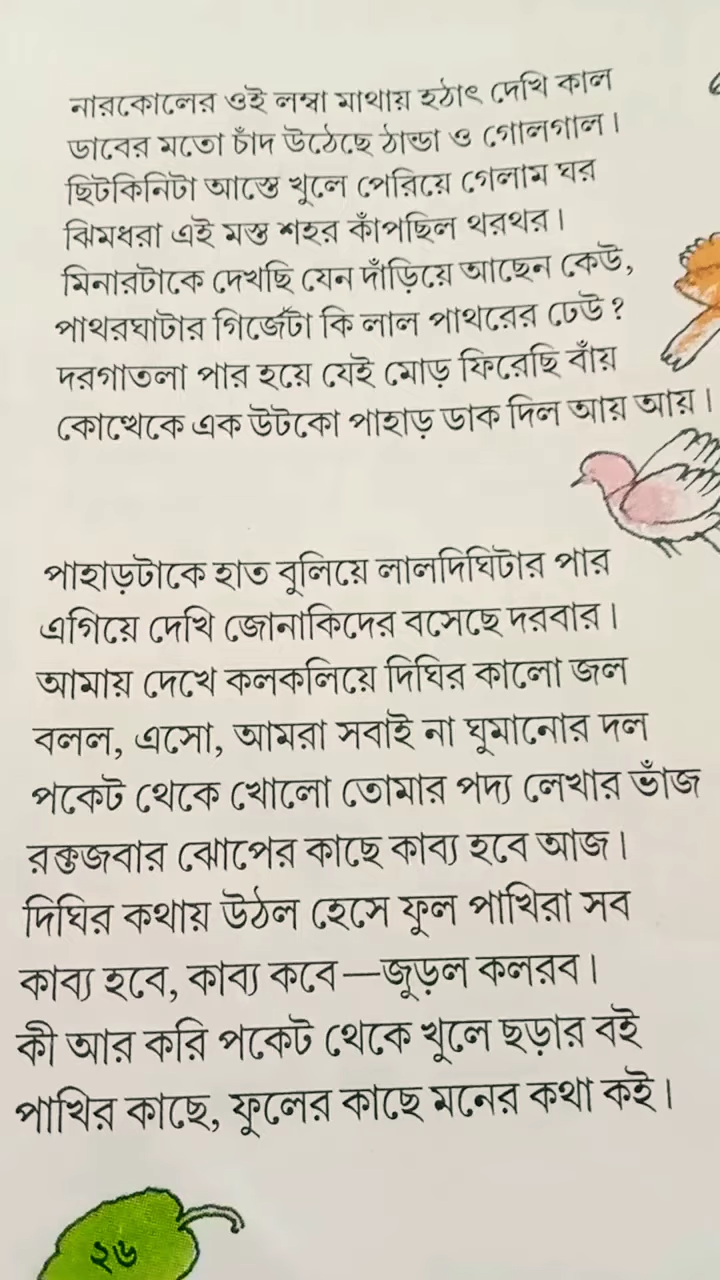 নারকোলের ওই লম্বা মাথায় হঠাৎ দেখি কাল
ডাবের মতো চাঁদ উঠেছে ঠান্ডা ও গোলগাল।
ছিটকিনিটা আস্তে খুলে পেরিয়ে গেলাম ঘর
ঝিমধরা এই মস্ত শহর কাঁপছিল থরথর।
মিনারটাকে দেখছি যেন দাঁড়িয়ে আছেন কেউ,
পাথরঘাটার গির্জেটা কি লাল পাথরের ঢেউ?
দরগাতলা পার হয়ে যেই মোড় ফিরেছি বাঁয়
কোত্থেকে এক উটকো পাহাড় ডাক দিল আয় আয়।
পাহাড়টাকে হাত বুলিয়ে লালদিঘিটার পার
এগিয়ে দেখি জোনাকিদের বসেছে দরবার।
আমায় দেখে কলকলিয়ে দিঘির কালো জল
বলল, এসো, আমরা সবাই না ঘুমানোর দল
পকেট থেকে খোলো তোমার পদ্য লেখার ভাঁজ
রক্তজবার ঝোপের কাছে কাব্য হবে আজ।
দিঘির কথায় উঠল হেসে ফুল পাখিরা সব
কাব্য হবে, কাব্য কবে—জুড়ল কলরব।
কী আর করি পকেট থেকে খুলে ছড়ার বই
পাখির কাছে, ফুলের কাছে মনের কথা কই।
২৬